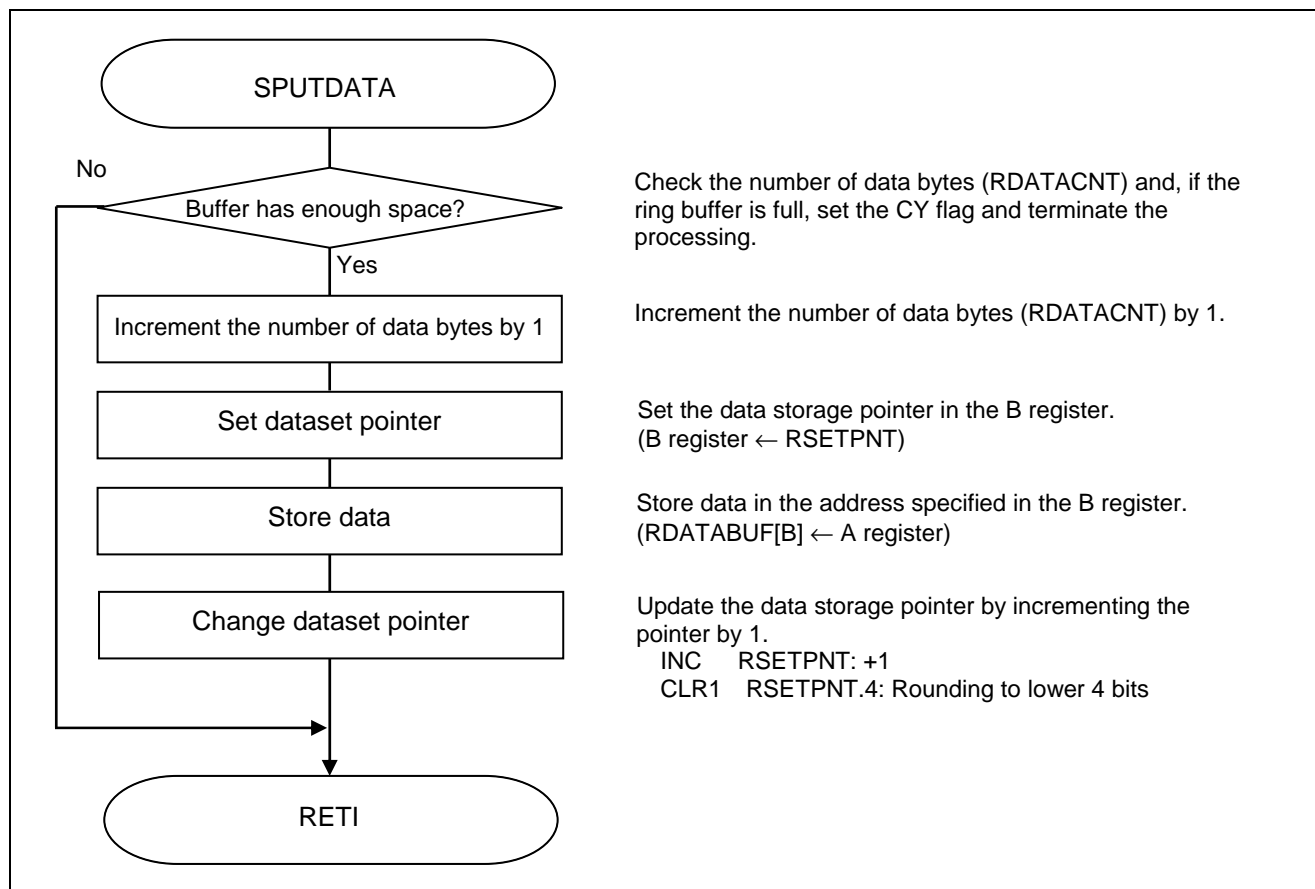 SPUTDATA
No
Buffer has enough space?
Check the number of data bytes (RDATACNT) and, if the
ring buffer is full, set the CY flag and terminate the
processing.
Yes
Increment the number of data bytes by 1
Increment the number of data bytes (RDATACNT) by 1.
Set dataset pointer
Set the data storage pointer in the B register.
(B register ← RSETPNT)
Store data
Store data in the address specified in the B register.
(RDATABUF[B] ← A register)
Change dataset pointer
Update the data storage pointer by incrementing the
pointer by 1.
INC RSETPNT: +1
CLR1 RSETPNT.4: Rounding to lower 4 bits
RETI